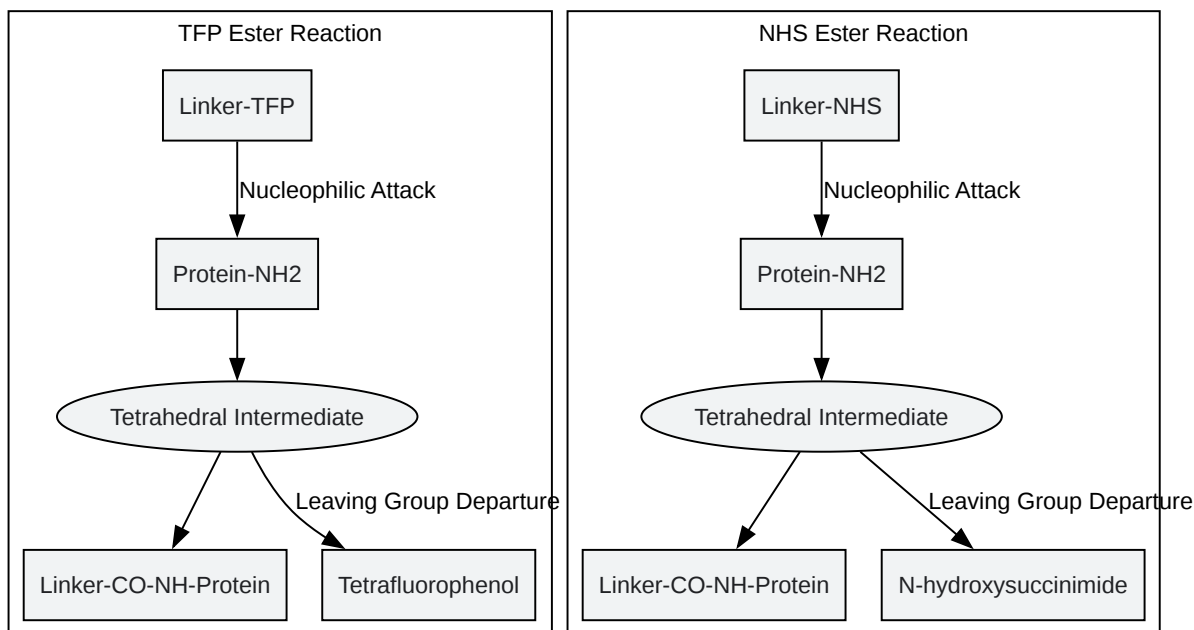 TFP Ester Reaction
Linker-TFP
Nucleophilic Attack
Protein-NH2
Tetrahedral Intermediate
Leaving Group Departure
Linker-CO-NH-Protein
Tetrafluorophenol
NHS Ester Reaction
Linker-NHS
Nucleophilic Attack
Protein-NH2
Tetrahedral Intermediate
Leaving Group Departure
Linker-CO-NH-Protein
N-hydroxysuccinimide